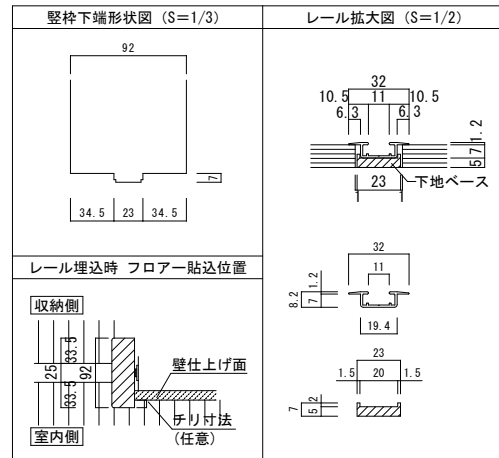 竪枠下端形状図 (S=1/3)
92
7
34.5 23 34.5
レール埋込時 フロアー貼込位置
収納側
33.5
25
92
33.5
壁仕上げ面
チリ寸法
(任意)
室内側
レール拡大図 (S=1/2)
32
10.5 11 10.5
6.3 6.3
1.2
7
5
23
下地ベース
32
11
1.2
8.2
7
19.4
23
1.5 20 1.5
2
7
5